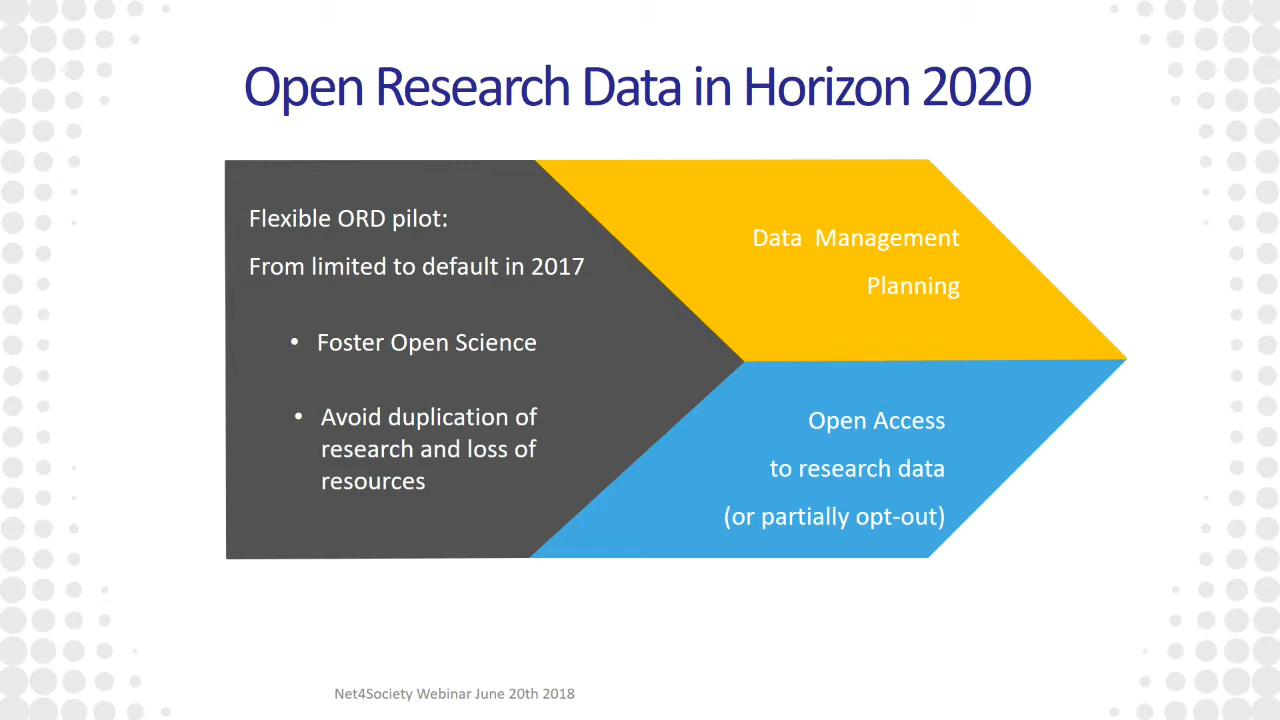 Open Research Data in Horizon 2020
Flexible ORD pilot:
From limited to default in 2017
• Foster Open Science
• Avoid duplication of
research and loss of
resources
Data Management
Planning
Open Access
to research data
(or partially opt-out)
Net4Society Webinar June 20th 2018